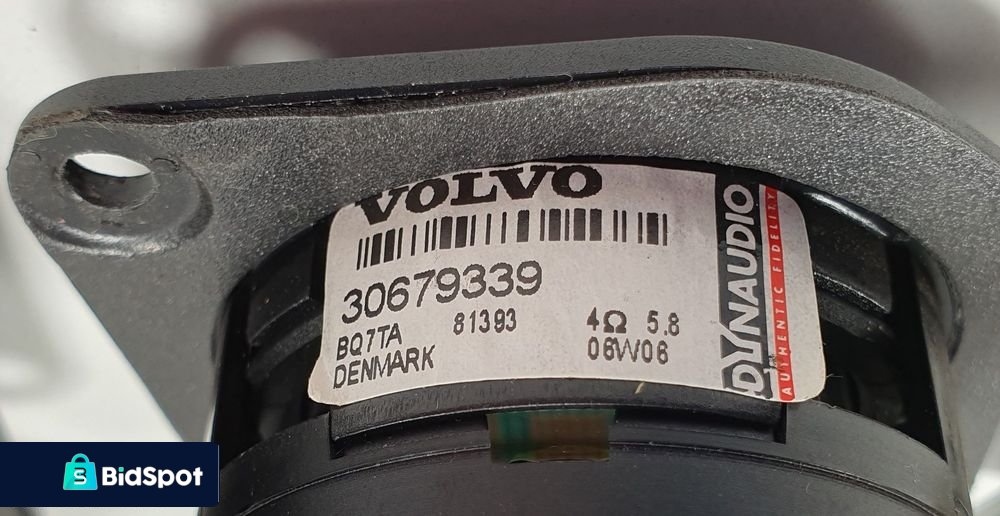 VOLVO
30679339
BQ7TA 81393 4Ω 5.8
DENMARK 06W06
DYNAUDIO
AUTHENTIC FIDELITY
BidSpot